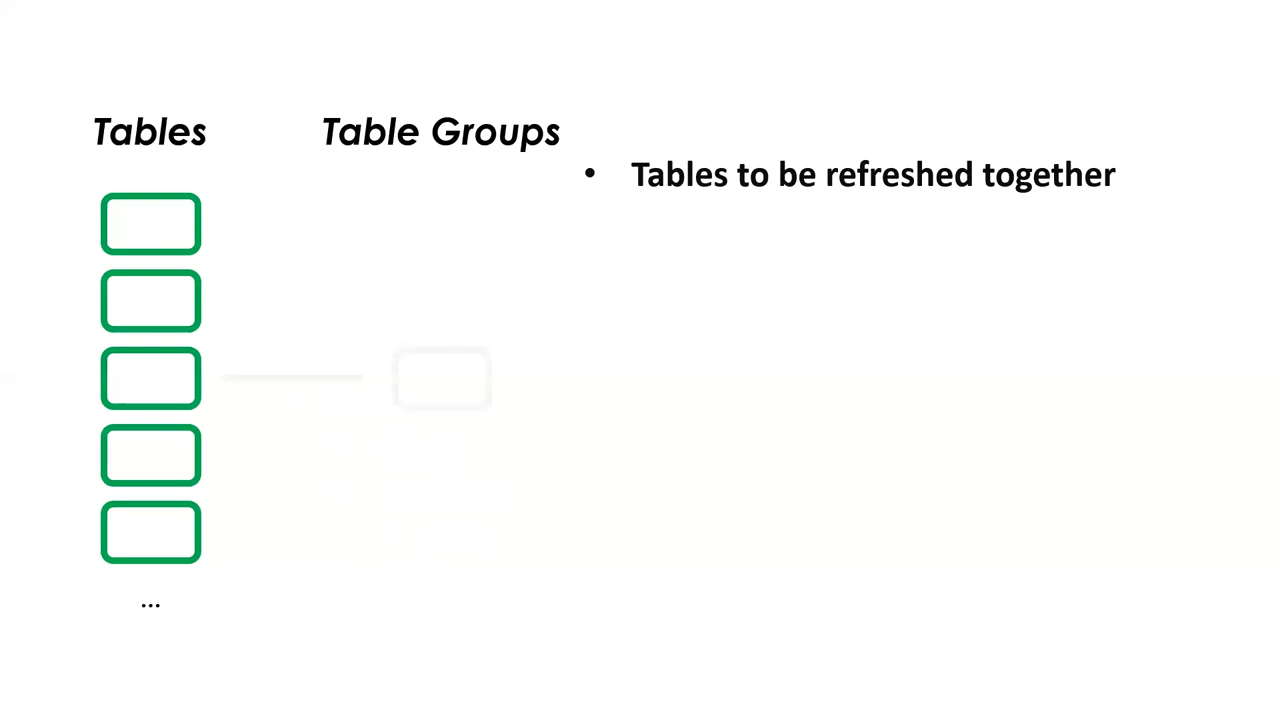 Tables
Table Groups
• Tables to be refreshed together
...